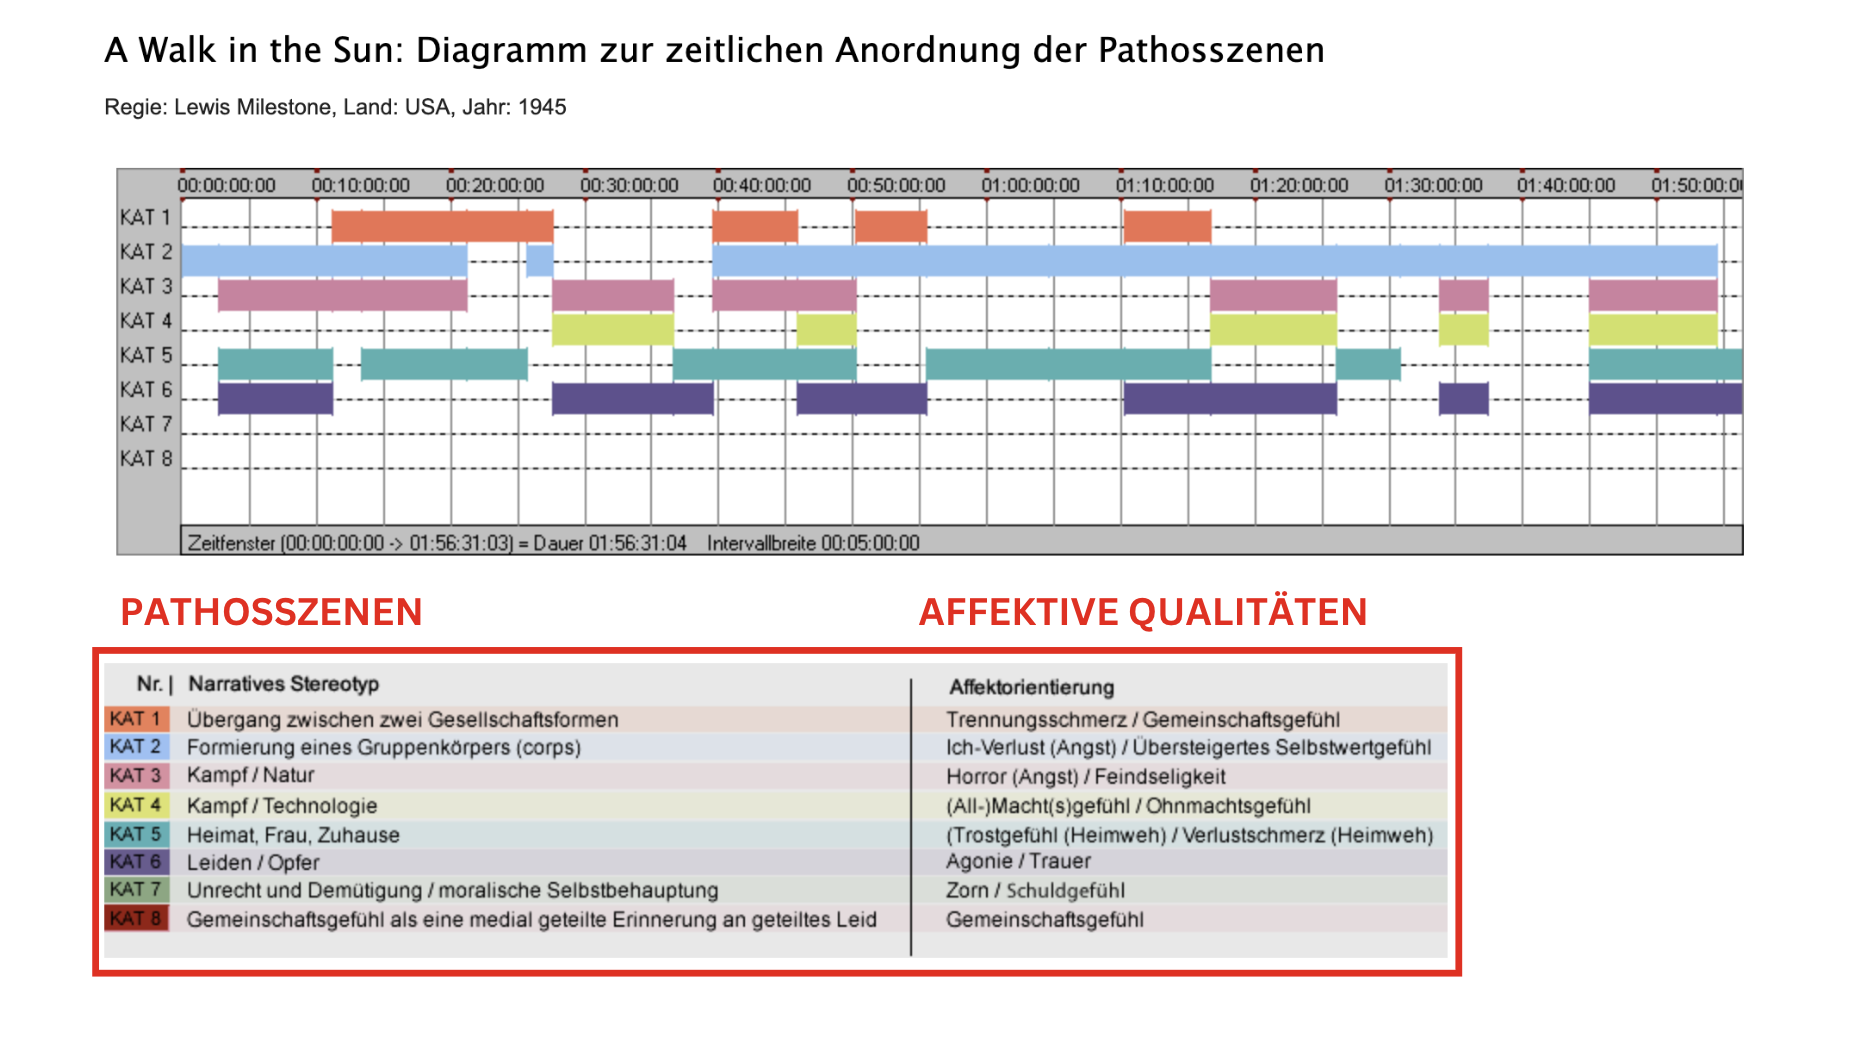 A Walk in the Sun: Diagramm zur zeitlichen Anordnung der Pathosszenen
Regie: Lewis Milestone, Land: USA, Jahr: 1945
00:00:00:00 00:10:00:00 00:20:00:00 00:30:00:00 00:40:00:00 00:50:00:00 01:00:00:00 01:10:00:00 01:20:00:00 01:30:00:00 01:40:00:00 01:50:00:0
KAT 1
KAT 2
KAT 3
KAT 4
KAT 5
KAT 6
KAT 7
KAT 8
Zeitfenster (00:00:00:00 -> 01:56:31:03) = Dauer 01:56:31:04 Intervallbreite 00:05:00:00
PATHOSSZENEN AFFEKTIVE QUALITÄTEN
Nr. | Narratives Stereotyp Affektorientierung
KAT 1 Übergang zwischen zwei Gesellschaftsformen Trennungsschmerz / Gemeinschaftsgefühl
KAT 2 Formierung eines Gruppenkörpers (corps) Ich-Verlust (Angst) / Übersteigertes Selbstwertgefühl
KAT 3 Kampf / Natur Horror (Angst) / Feindseligkeit
KAT 4 Kampf / Technologie (All-)Macht(s)gefühl / Ohnmachtsgefühl
KAT 5 Heimat, Frau, Zuhause (Trostgefühl (Heimweh) / Verlustschmerz (Heimweh)
KAT 6 Leiden / Opfer Agonie / Trauer
KAT 7 Unrecht und Demütigung / moralische Selbstbehauptung Zorn / Schuldgefühl
KAT 8 Gemeinschaftsgefühl als eine medial geteilte Erinnerung an geteiltes Leid Gemeinschaftsgefühl